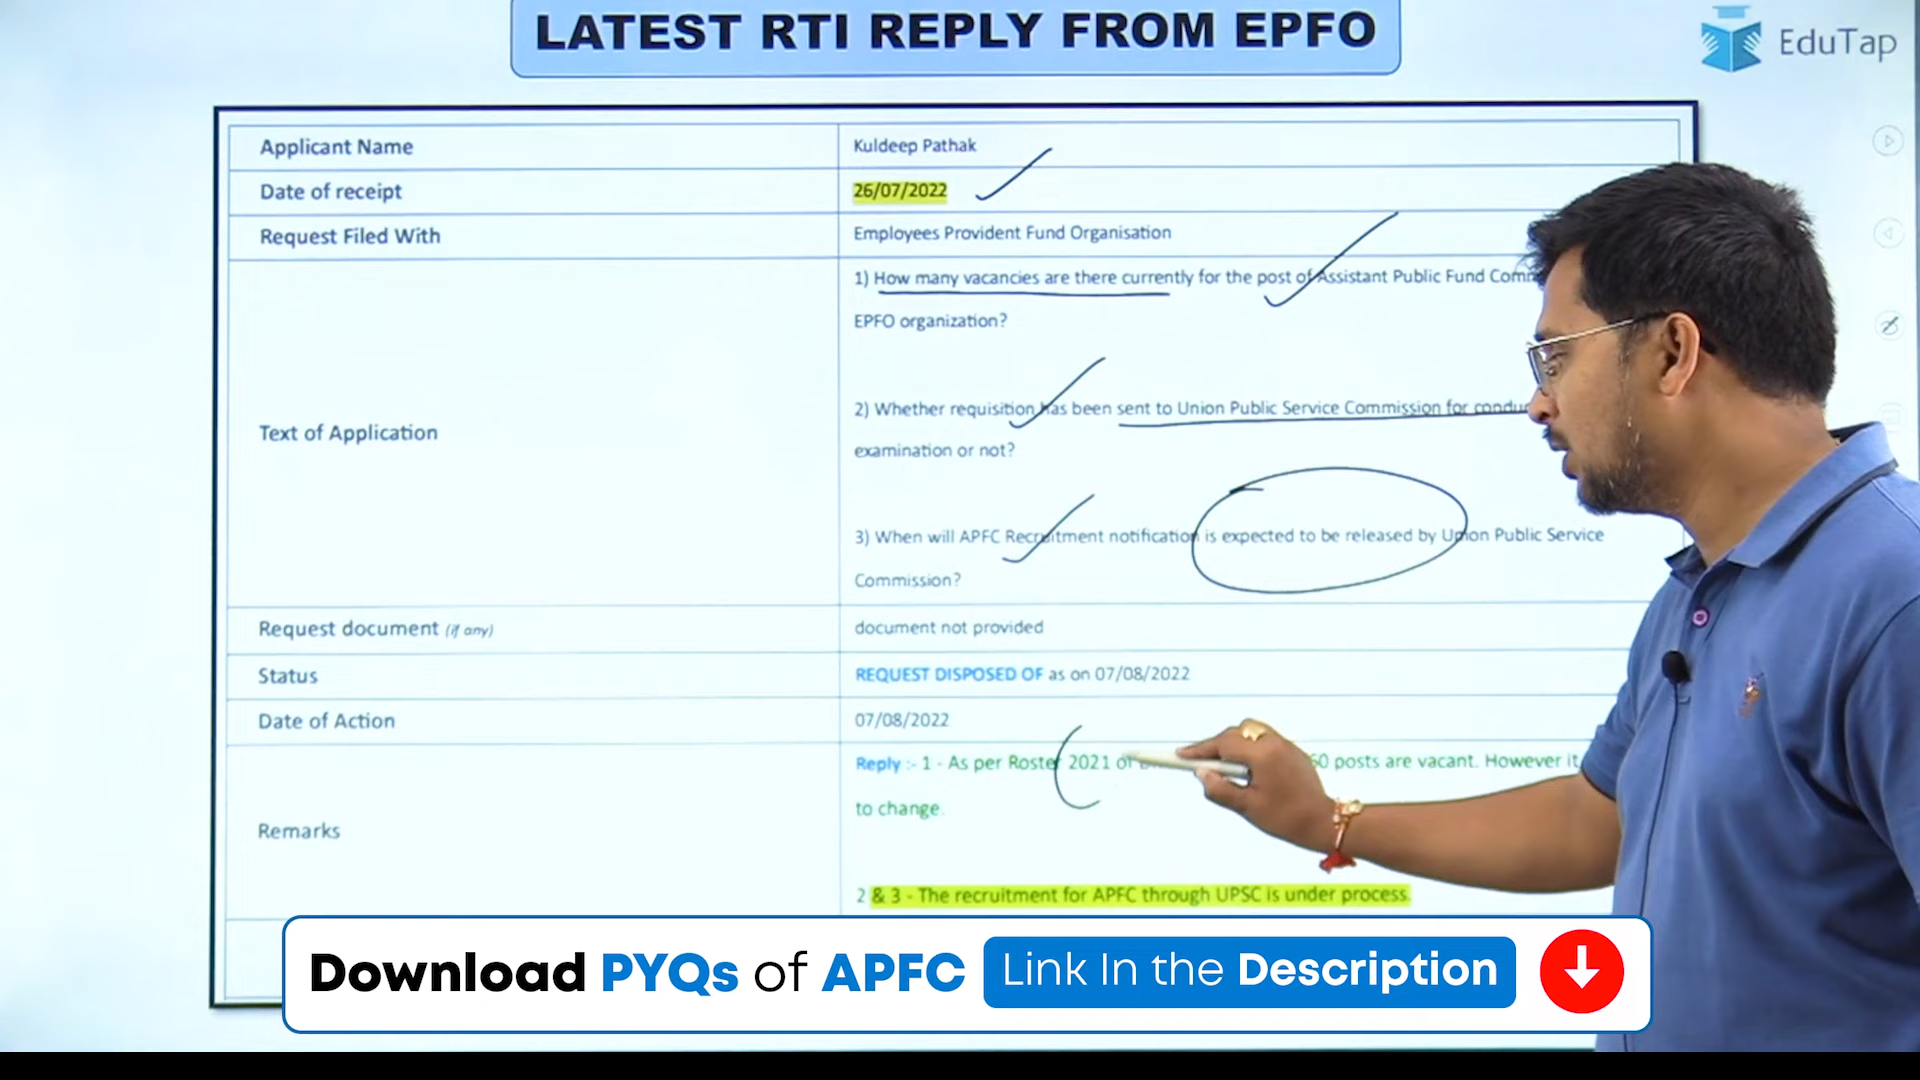 LATEST RTI REPLY FROM EPFO
EduTap
Applicant Name
Kuldeep Pathak
Date of receipt
26/07/2022
Request Filed With
Employees Provident Fund Organisation
Text of Application
1) How many vacancies are there currently for the post of Assistant Public Fund
EPFO organization?
2) Whether requisition has been sent to Union Public Service Commission for
examination or not?
3) When will APFC Recruitment notification is expected to be released by Union Public Service
Commission?
Request document (if any)
document not provided
Status
REQUEST DISPOSED OF as on 07/08/2022
Date of Action
07/08/2022
Remarks
Reply :- 1 - As per Roster 2021 of posts are vacant. However it
to change.
2 & 3 - The recruitment for APFC through UPSC is under process.
Download PYQs of APFC Link In the Description